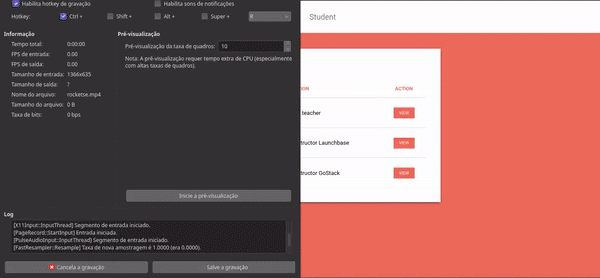 Habilita hotkey de gravação
Habilita sons de notificações
Hotkey:
Ctrl +
Shift +
Alt +
Super +
R
Informação
Tempo total: 0:00:00
FPS de entrada: 0.00
FPS de saída: 0.00
Tamanho de entrada: 1366x635
Tamanho de saída: ?
Nome do arquivo: rocketse.mp4
Tamanho do arquivo: 0 B
Taxa de bits: 0 bps
Pré-visualização
Pré-visualização da taxa de quadros: 10
Nota: A pré-visualização requer tempo extra de CPU (especialmente
com altas taxas de quadros).
Inicie a pré-visualização
Log
[X11Input::InputThread] Segmento de entrada iniciado.
[PageRecord::StartInput] Entrada iniciada.
[PulseAudioInput::InputThread] Segmento de entrada iniciado.
[FastResampler::Resample] Taxa de nova amostragem é 1.0000 (era 0.0000).
Cancela a gravação
Salve a gravação
Student
ION
ACTION
teacher
VIEW
tructor Launchbase
VIEW
tructor GoStack
VIEW